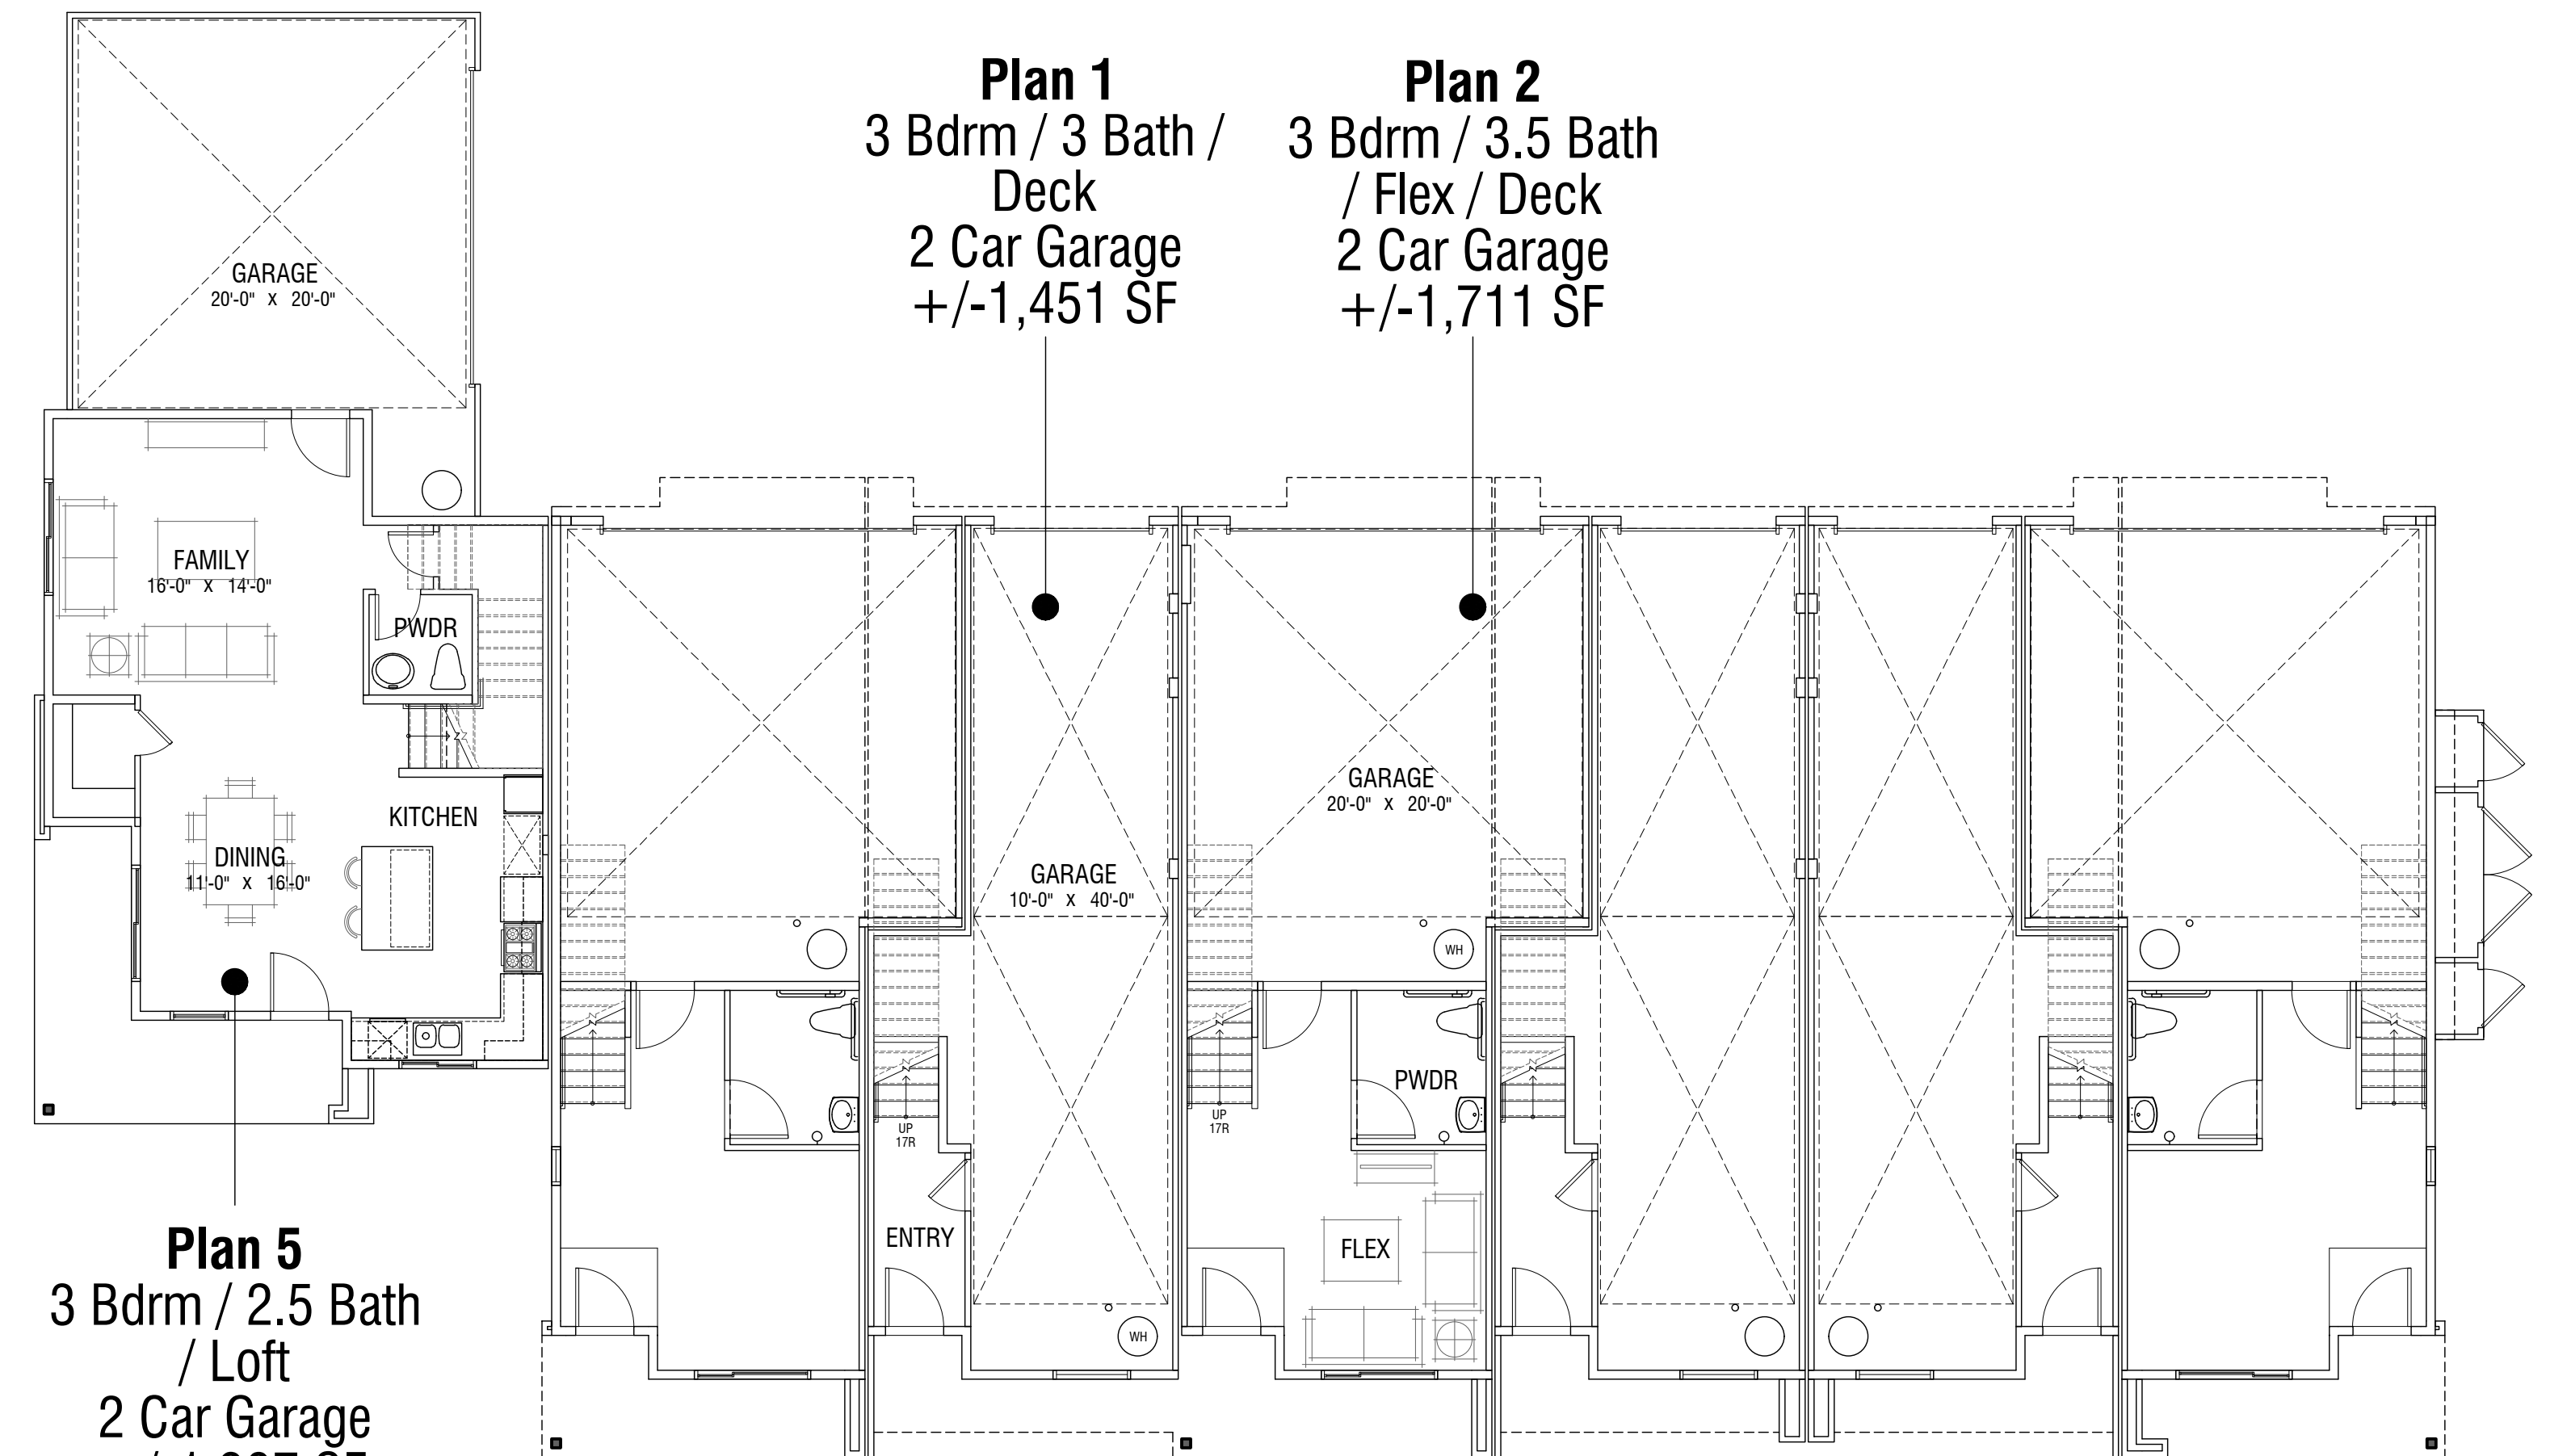 Plan 1
3 Bdrm / 3 Bath /
Deck
2 Car Garage
+/-1,451 SF
Plan 2
3 Bdrm / 3.5 Bath
/ Flex / Deck
2 Car Garage
+/-1,711 SF
GARAGE
20'-0" X 20'-0"
FAMILY
16'-0" X 14'-0"
PWDR
KITCHEN
DINING
11'-0" X 16'-0"
GARAGE
10'-0" X 40'-0"
GARAGE
20'-0" X 20'-0"
WH
PWDR
UP
17R
UP
17R
ENTRY
FLEX
WH
Plan 5
3 Bdrm / 2.5 Bath
/ Loft
2 Car Garage